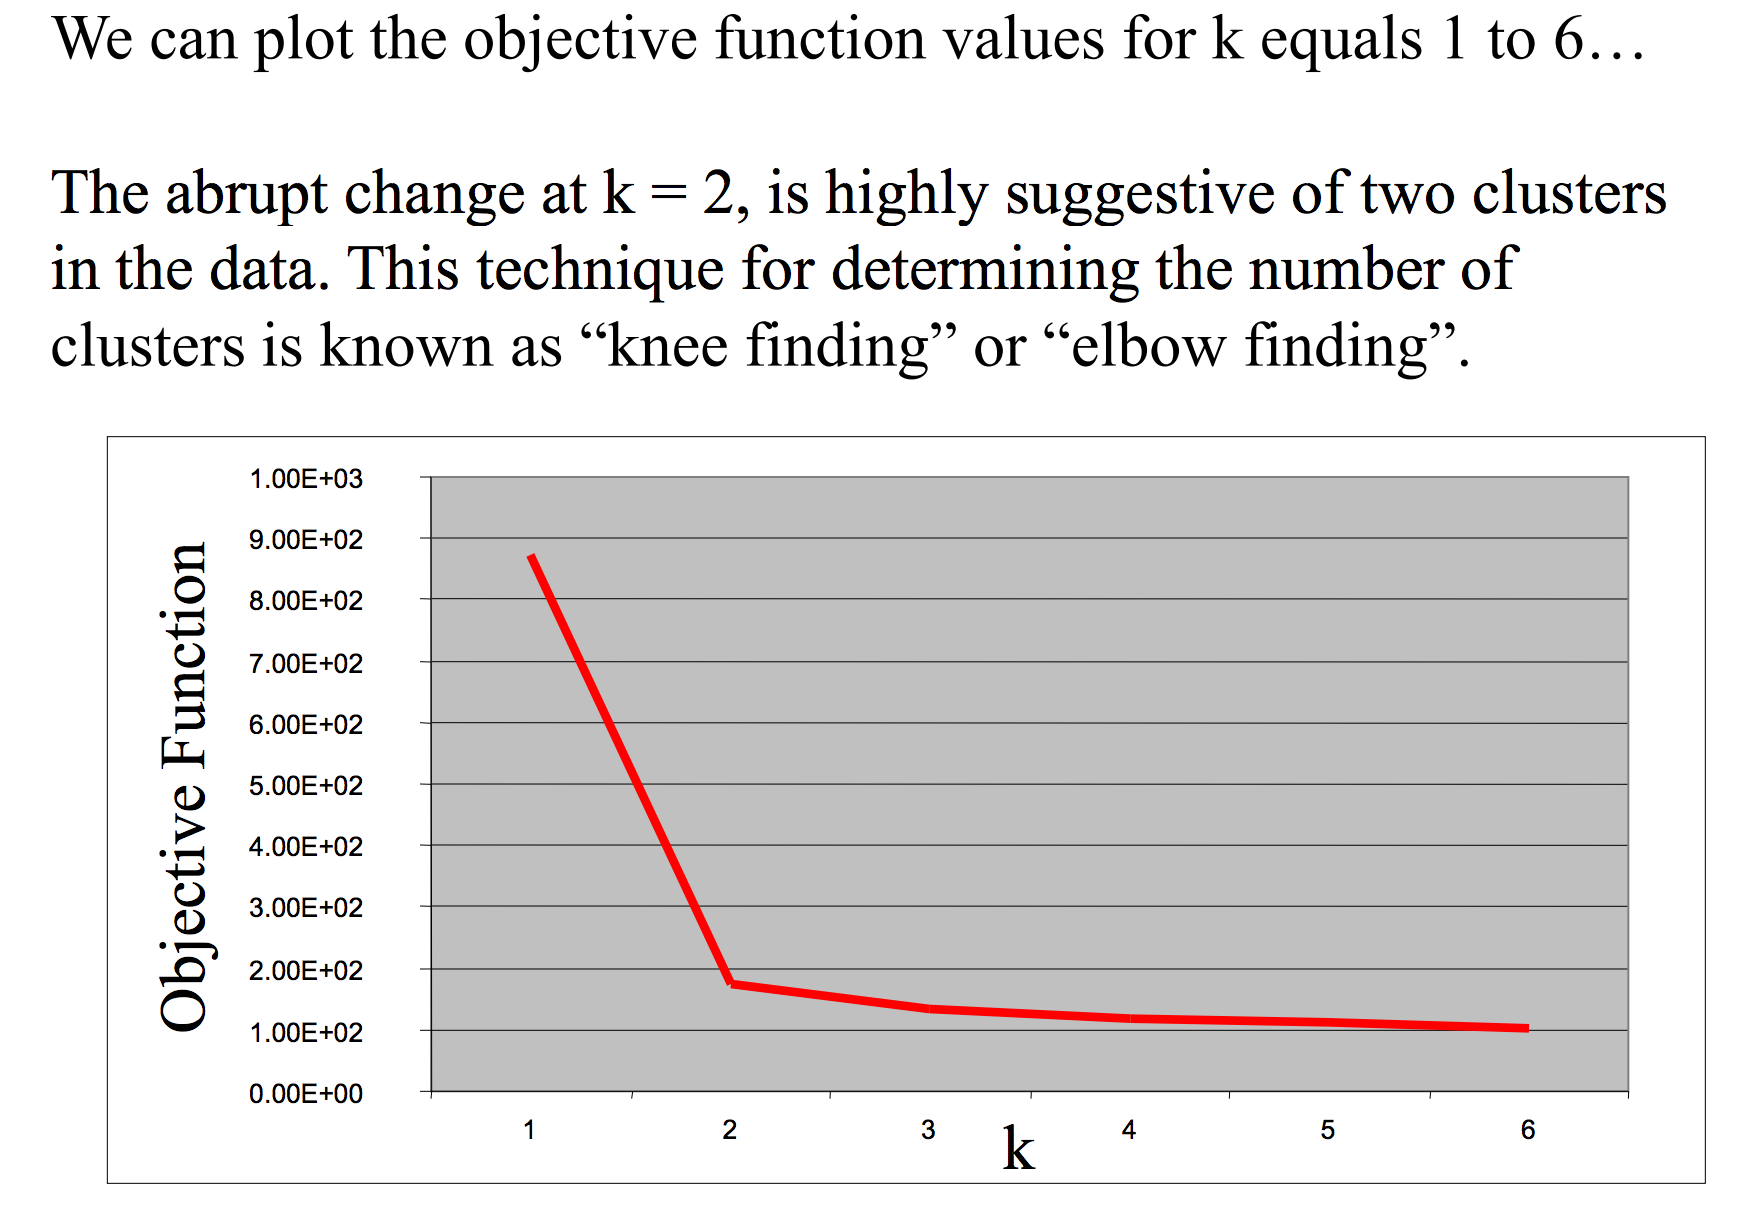 We can plot the objective function values for k equals 1 to 6…
The abrupt change at k = 2, is highly suggestive of two clusters
in the data. This technique for determining the number of
clusters is known as “knee finding” or “elbow finding”.
Objective Function
1.00E+03
9.00E+02
8.00E+02
7.00E+02
6.00E+02
5.00E+02
4.00E+02
3.00E+02
2.00E+02
1.00E+02
0.00E+00
1 2 3 4 5 6
k